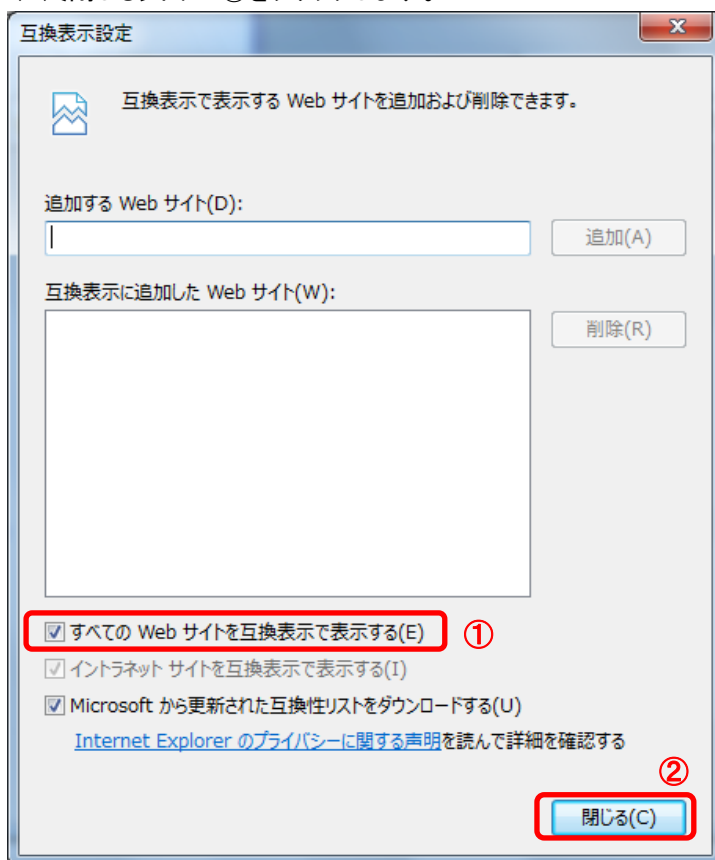 互換表示設定
互換表示で表示する Web サイトを追加および削除できます。
追加する Web サイト(D):
追加(A)
互換表示に追加した Web サイト(W):
削除(R)
すべての Web サイトを互換表示で表示する(E) ①
イントラネット サイトを互換表示で表示する(I)
Microsoft から更新された互換性リストをダウンロードする(U)
Internet Explorer のプライバシーに関する声明を読んで詳細を確認する
②
閉じる(C)